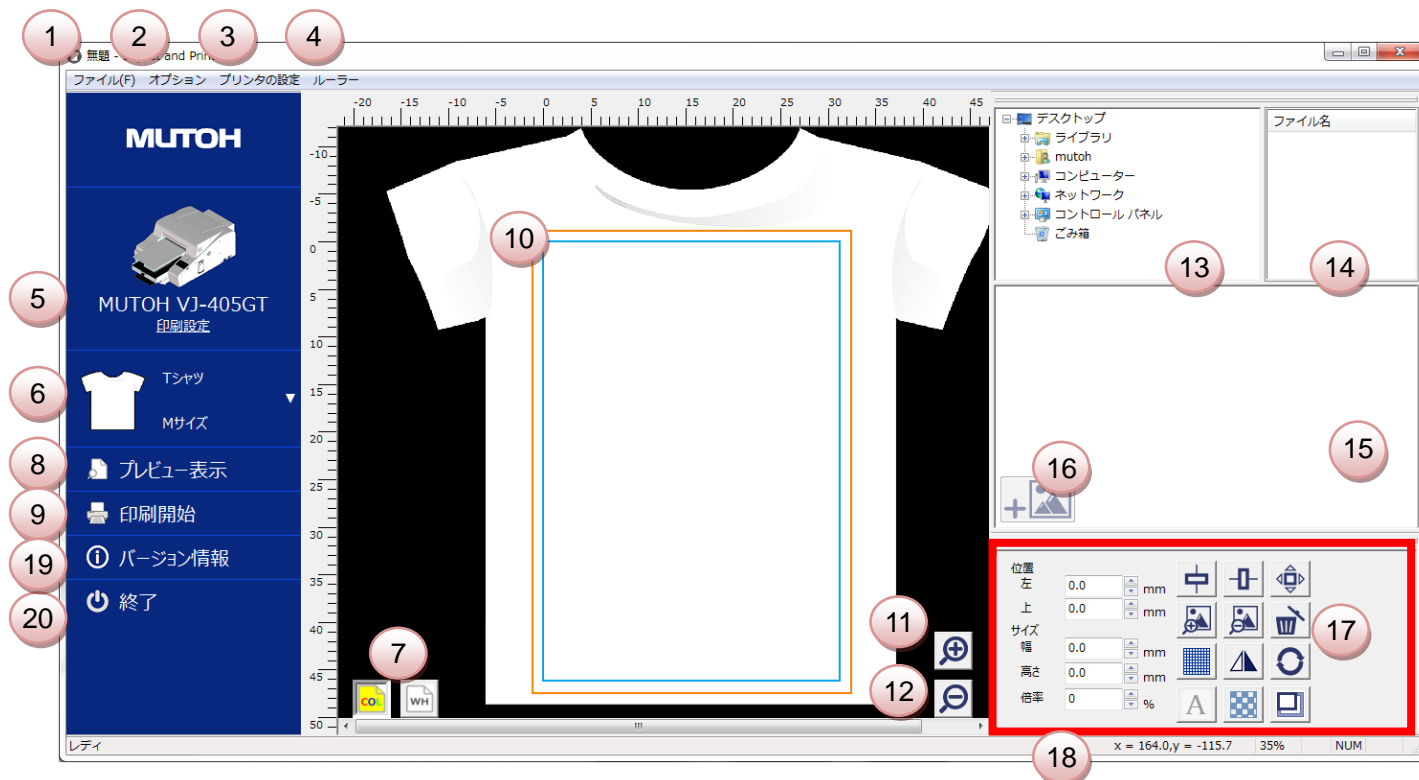 1
2
3
4
無題 - and Prin
ファイル(F) オプション プリンタの設定 ルーラー
MUTOH
5
MUTOH VJ-405GT
印刷設定
6
Tシャツ
Mサイズ
▼
8
プレビュー表示
9
印刷開始
19
バージョン情報
20
終了
-20 -15 -10 -5 0 5 10 15 20 25 30 35 40 45
-10
-5
0
5
10
15
20
25
30
35
40
45
50
10
7
COL
WH
11
12
デスクトップ
ライブラリ
mutoh
コンピューター
ネットワーク
コントロール パネル
ごみ箱
13
ファイル名
14
15
16
位置
左 0.0 mm
上 0.0 mm
サイズ
幅 0.0 mm
高さ 0.0 mm
倍率 0 %
A
17
レディ
18
x = 164.0,y = -115.7 35% NUM